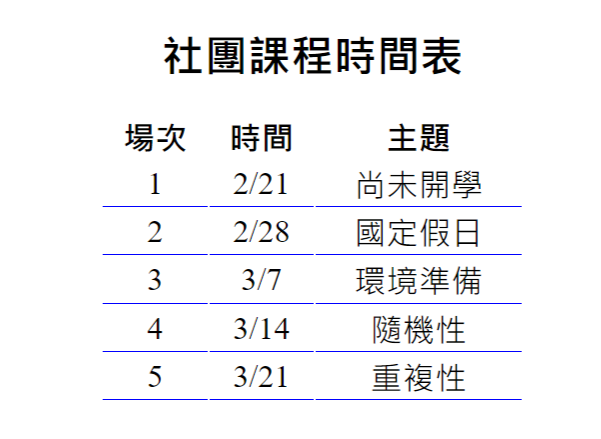 社團課程時間表
場次 時間 主題
1 2/21 尚未開學
2 2/28 國定假日
3 3/7 環境準備
4 3/14 隨機性
5 3/21 重複性